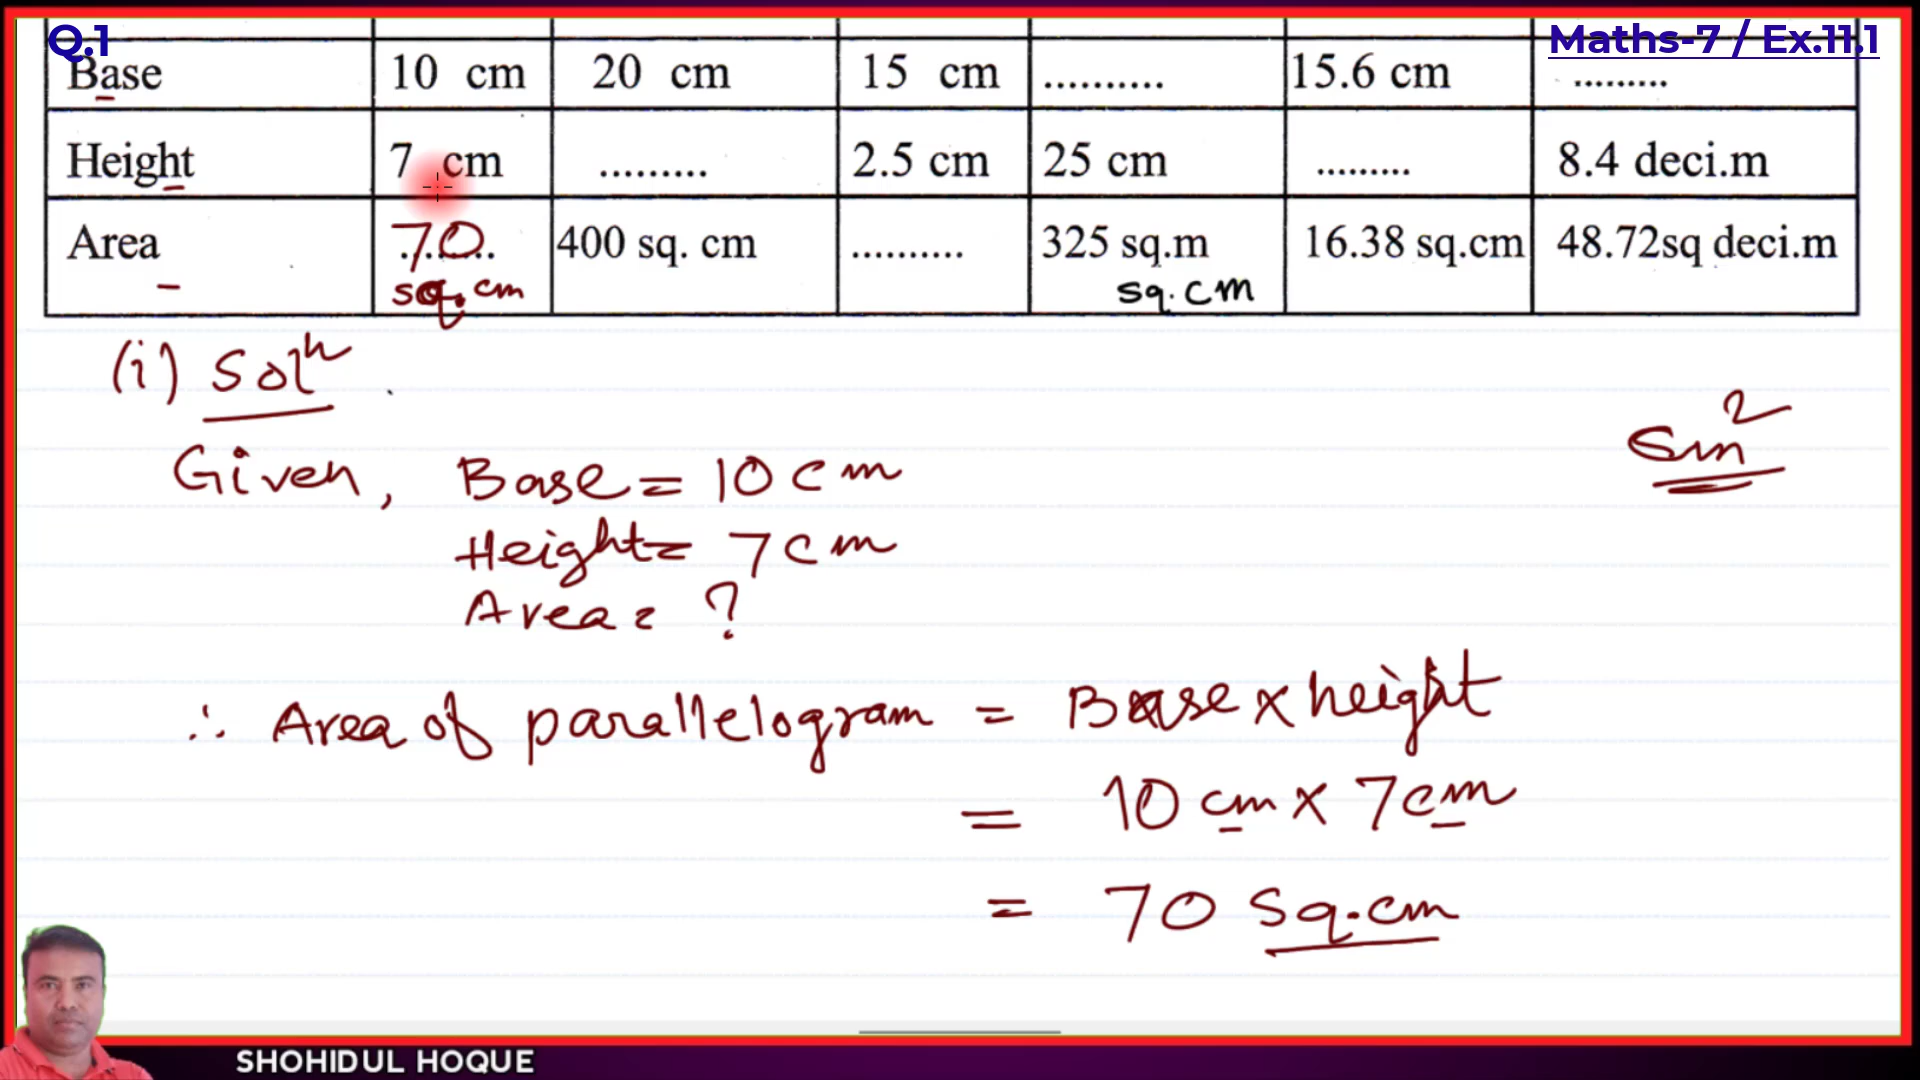 Q.1
Maths-7 / Ex.11.1
Base 10 cm 20 cm 15 cm .......... 15.6 cm .........
Height 7 cm ......... 2.5 cm 25 cm ......... 8.4 deci.m
Area 70 400 sq. cm .......... 325 sq.m 16.38 sq.cm 48.72sq deci.m
sq.cm sq.cm
(i) Solⁿ
Given, Base = 10 cm
Height = 7 cm
Area = ?
∴ Area of parallelogram = Base × height
= 10 cm × 7 cm
= 70 Sq.cm
SHOHIDUL HOQUE